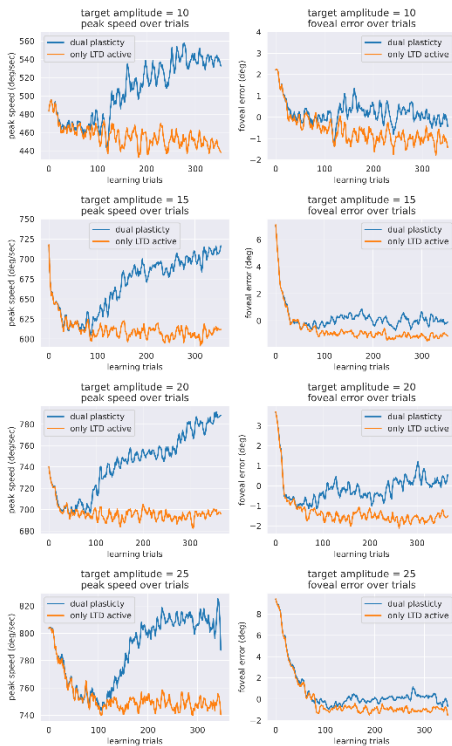 target amplitude = 10
peak speed over trials
peak speed (deg/sec)
560
540
520
500
480
460
440
dual plasticty
only LTD active
0 100 200 300
learning trials
target amplitude = 10
foveal error over trials
foveal error (deg)
4
3
2
1
0
−1
−2
dual plasticty
only LTD active
0 100 200 300
learning trials
target amplitude = 15
peak speed over trials
peak speed (deg/sec)
750
725
700
675
650
625
600
dual plasticty
only LTD active
0 100 200 300
learning trials
target amplitude = 15
foveal error over trials
foveal error (deg)
6
4
2
0
dual plasticty
only LTD active
0 100 200 300
learning trials
target amplitude = 20
peak speed over trials
peak speed (deg/sec)
780
760
740
720
700
680
dual plasticty
only LTD active
0 100 200 300
learning trials
target amplitude = 20
foveal error over trials
foveal error (deg)
4
3
2
1
0
−1
−2
dual plasticty
only LTD active
0 100 200 300
learning trials
target amplitude = 25
peak speed over trials
peak speed (deg/sec)
820
800
780
760
740
dual plasticty
only LTD active
0 100 200 300
learning trials
target amplitude = 25
foveal error over trials
foveal error (deg)
8
6
4
2
0
−2
dual plasticty
only LTD active
0 100 200 300
learning trials